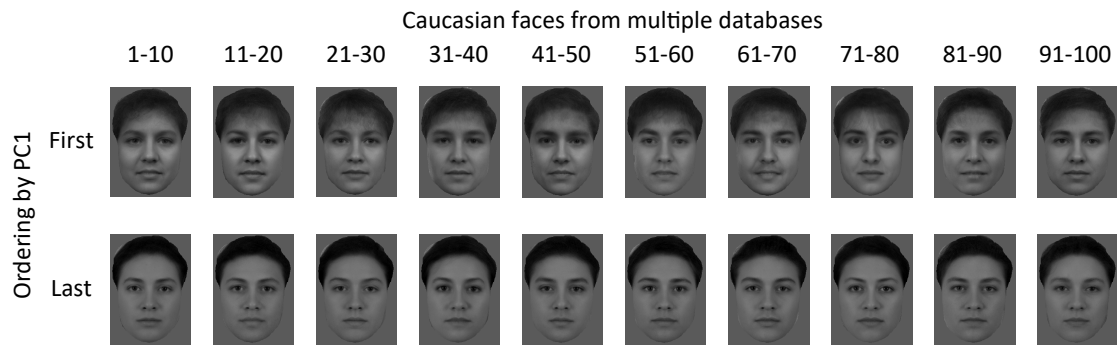 Caucasian faces from multiple databases
1-10 11-20 21-30 31-40 41-50 51-60 61-70 71-80 81-90 91-100
Ordering by PC1
First
Last